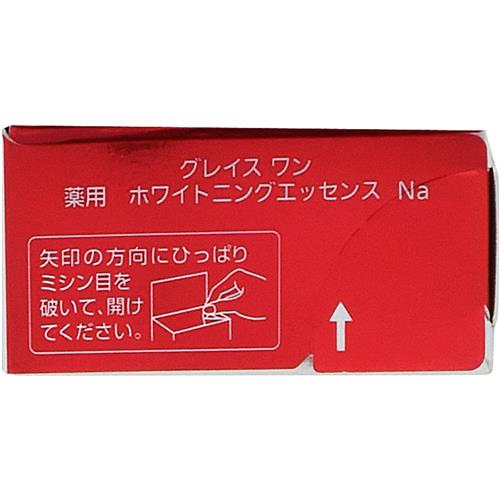 グレイス ワン
薬用 ホワイトニングエッセンス Na
矢印の方向にひっぱり
ミシン目を
破いて、開け
てください。